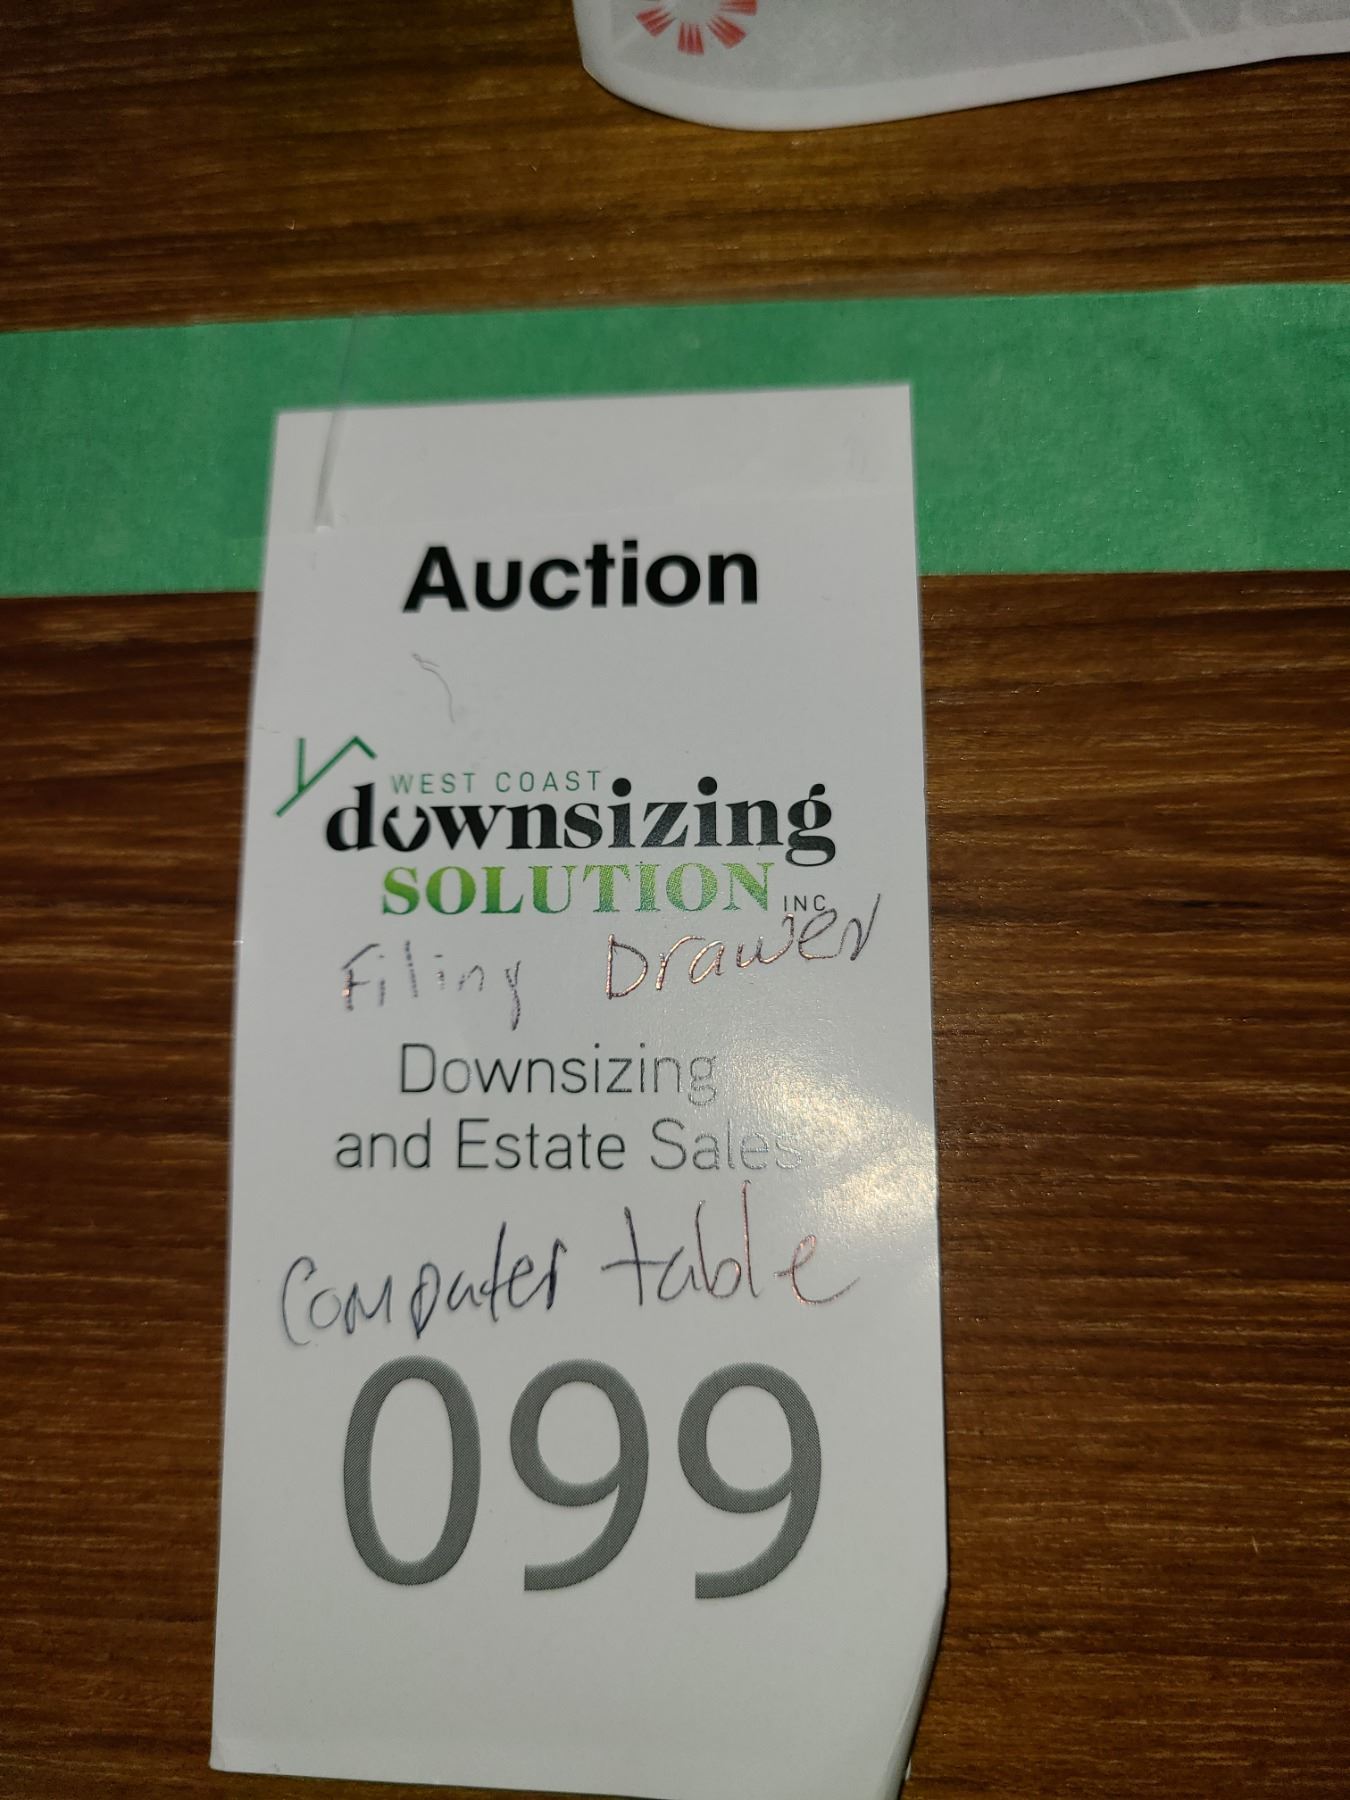 Auction
WEST COAST
downsizing
SOLUTION INC
Filing Drawer
Downsizing
and Estate Sales
Computer table
099